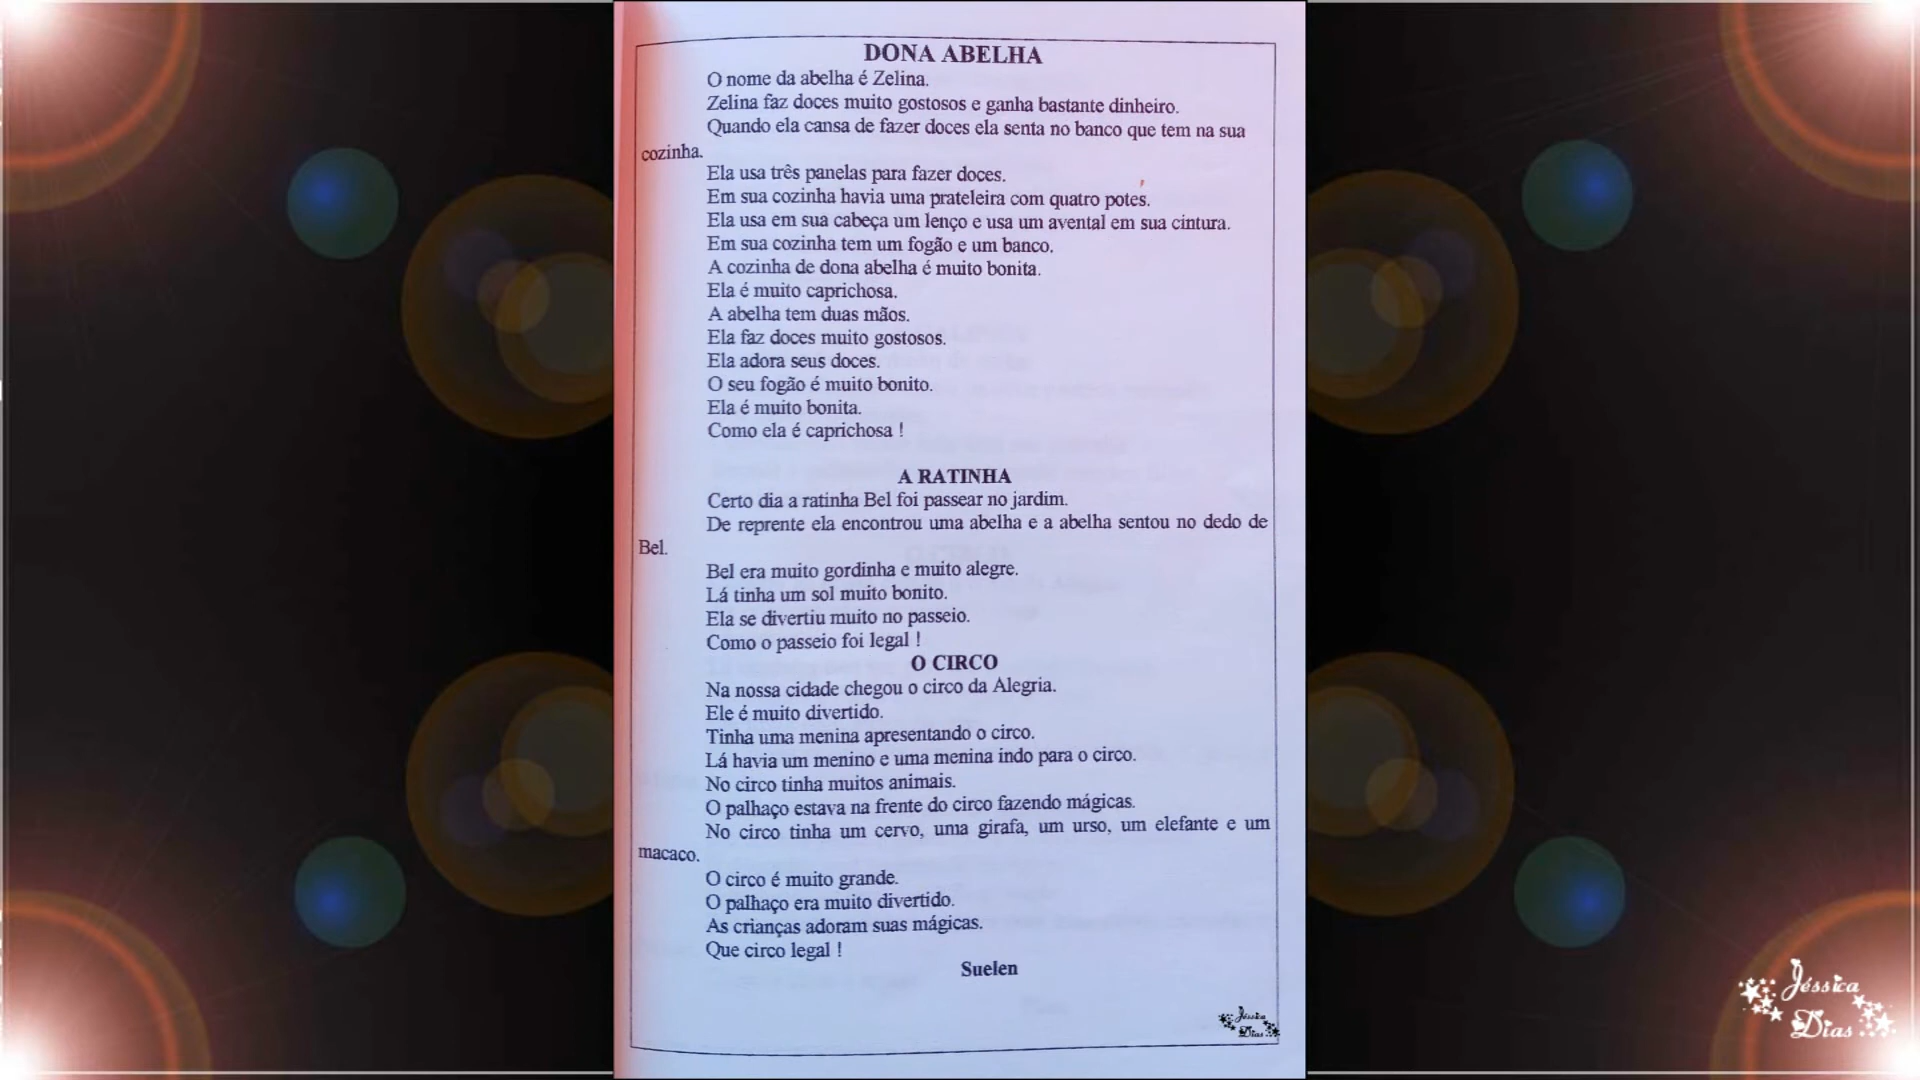 DONA ABELHA
O nome da abelha é Zelina.
Zelina faz doces muito gostosos e ganha bastante dinheiro.
Quando ela cansa de fazer doces ela senta no banco que tem na sua
cozinha.
Ela usa três panelas para fazer doces.
Em sua cozinha havia uma prateleira com quatro potes.
Ela usa em sua cabeça um lenço e usa um avental em sua cintura.
Em sua cozinha tem um fogão e um banco.
A cozinha de dona abelha é muito bonita.
Ela é muito caprichosa.
A abelha tem duas mãos.
Ela faz doces muito gostosos.
Ela adora seus doces.
O seu fogão é muito bonito.
Ela é muito bonita.
Como ela é caprichosa !
A RATINHA
Certo dia a ratinha Bel foi passear no jardim.
De reprente ela encontrou uma abelha e a abelha sentou no dedo de
Bel.
Bel era muito gordinha e muito alegre.
Lá tinha um sol muito bonito.
Ela se divertiu muito no passeio.
Como o passeio foi legal !
O CIRCO
Na nossa cidade chegou o circo da Alegria.
Ele é muito divertido.
Tinha uma menina apresentando o circo.
Lá havia um menino e uma menina indo para o circo.
No circo tinha muitos animais.
O palhaço estava na frente do circo fazendo mágicas.
No circo tinha um cervo, uma girafa, um urso, um elefante e um
macaco.
O circo é muito grande.
O palhaço era muito divertido.
As crianças adoram suas mágicas.
Que circo legal !
Suelen
Jéssica
Dias
Jéssica
Dias